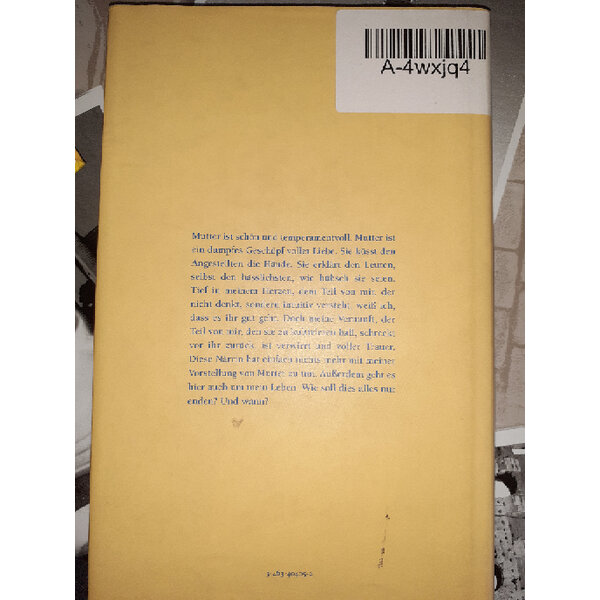 A-4wxjq4
Mutter ist schön und temperamentvoll. Mutter ist
ein dampfes Geschöpf voller Liebe. Sie küsst den
Angestellten die Hände. Sie erklärt den Leuten,
selbst den hässlichsten, wie hübsch sie seien.
Tief in meinem Herzen, dem Teil von mir, der
nicht denkt, sondern intuitiv versteht, weiß ich,
dass es ihr gut geht. Doch meine Vernunft, der
Teil von mir, den sie zu kultivieren half, schreckt
vor ihr zurück, ist verwirrt und voller Trauer.
Diese Närrin hat einfach nichts mehr mit meiner
Vorstellung von Mutter zu tun. Außerdem geht es
hier auch um mein Leben. Wie soll dies alles nur
enden? Und wann?